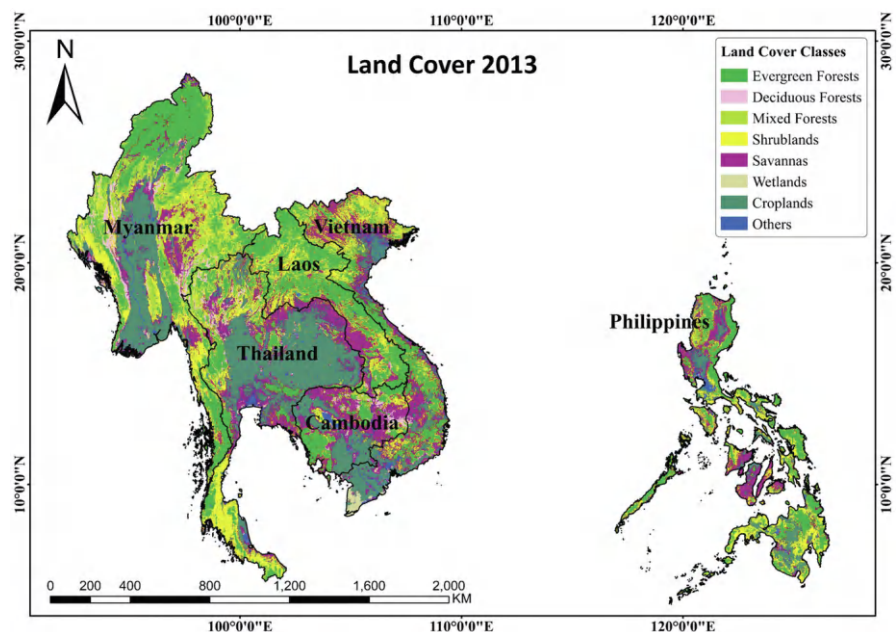 100°0'0"E
110°0'0"E
120°0'0"E
30°0'0"N
30°0'0"N
N
Land Cover 2013
Land Cover Classes
Evergreen Forests
Deciduous Forests
Mixed Forests
Shrublands
Savannas
Wetlands
Croplands
Others
Myanmar
Vietnam
Laos
20°0'0"N
20°0'0"N
Philippines
Thailand
Cambodia
10°0'0"N
10°0'0"N
0 200 400 800 1,200 1,600 2,000
KM
100°0'0"E
110°0'0"E
120°0'0"E